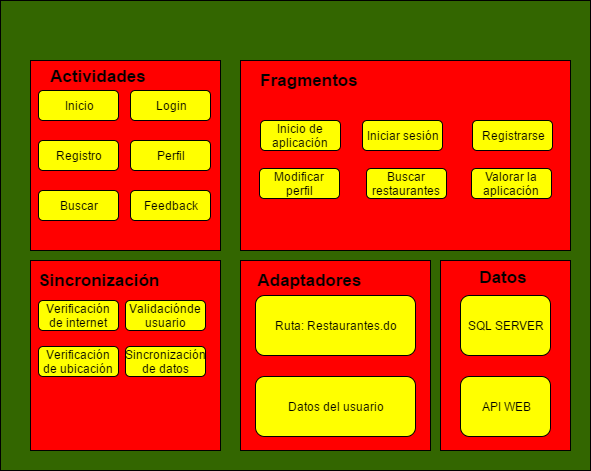 Actividades
Inicio
Login
Registro
Perfil
Buscar
Feedback
Fragmentos
Inicio de
aplicación
Iniciar sesión
Registrarse
Modificar
perfil
Buscar
restaurantes
Valorar la
aplicación
Sincronización
Verificación
de internet
Validaciónde
usuario
Verificación
de ubicación
Sincronización
de datos
Adaptadores
Ruta: Restaurantes.do
Datos del usuario
Datos
SQL SERVER
API WEB